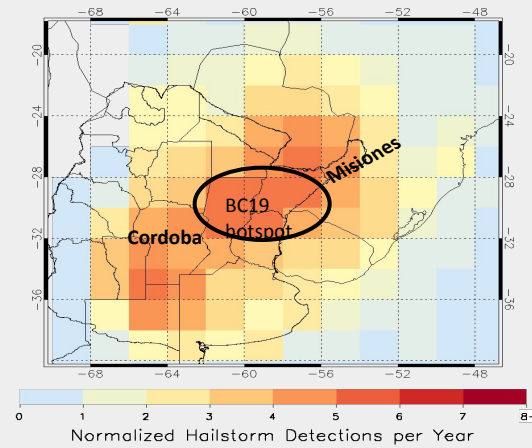 −68 −64 −60 −56 −52 −48
−20 −20
−24 −24
Misiones
−28 −28
BC19
hotspot
Cordoba
−32 −32
−36 −36
−68 −64 −60 −56 −52 −48
0 1 2 3 4 5 6 7 8-
Normalized Hailstorm Detections per Year